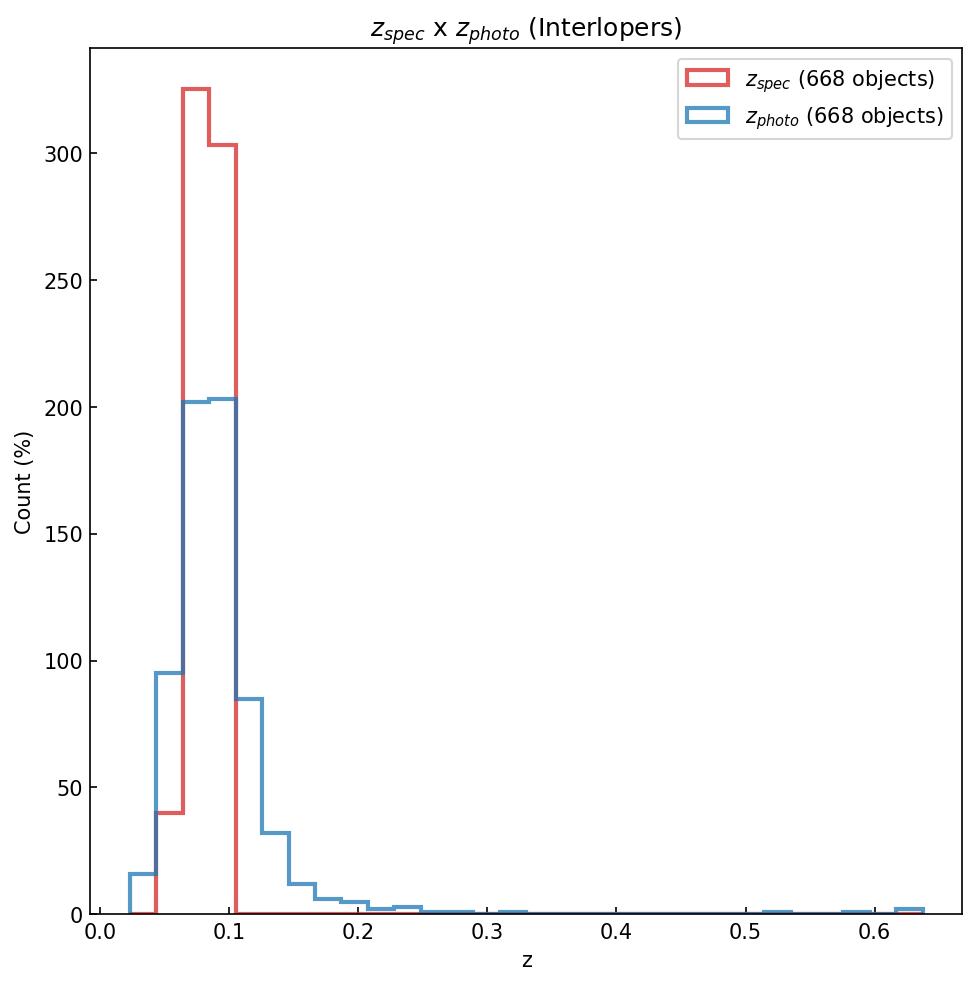 z_spec x z_photo (Interlopers)
z_spec (668 objects)
z_photo (668 objects)
Count (%)
300
250
200
150
100
50
0
0.0 0.1 0.2 0.3 0.4 0.5 0.6
z